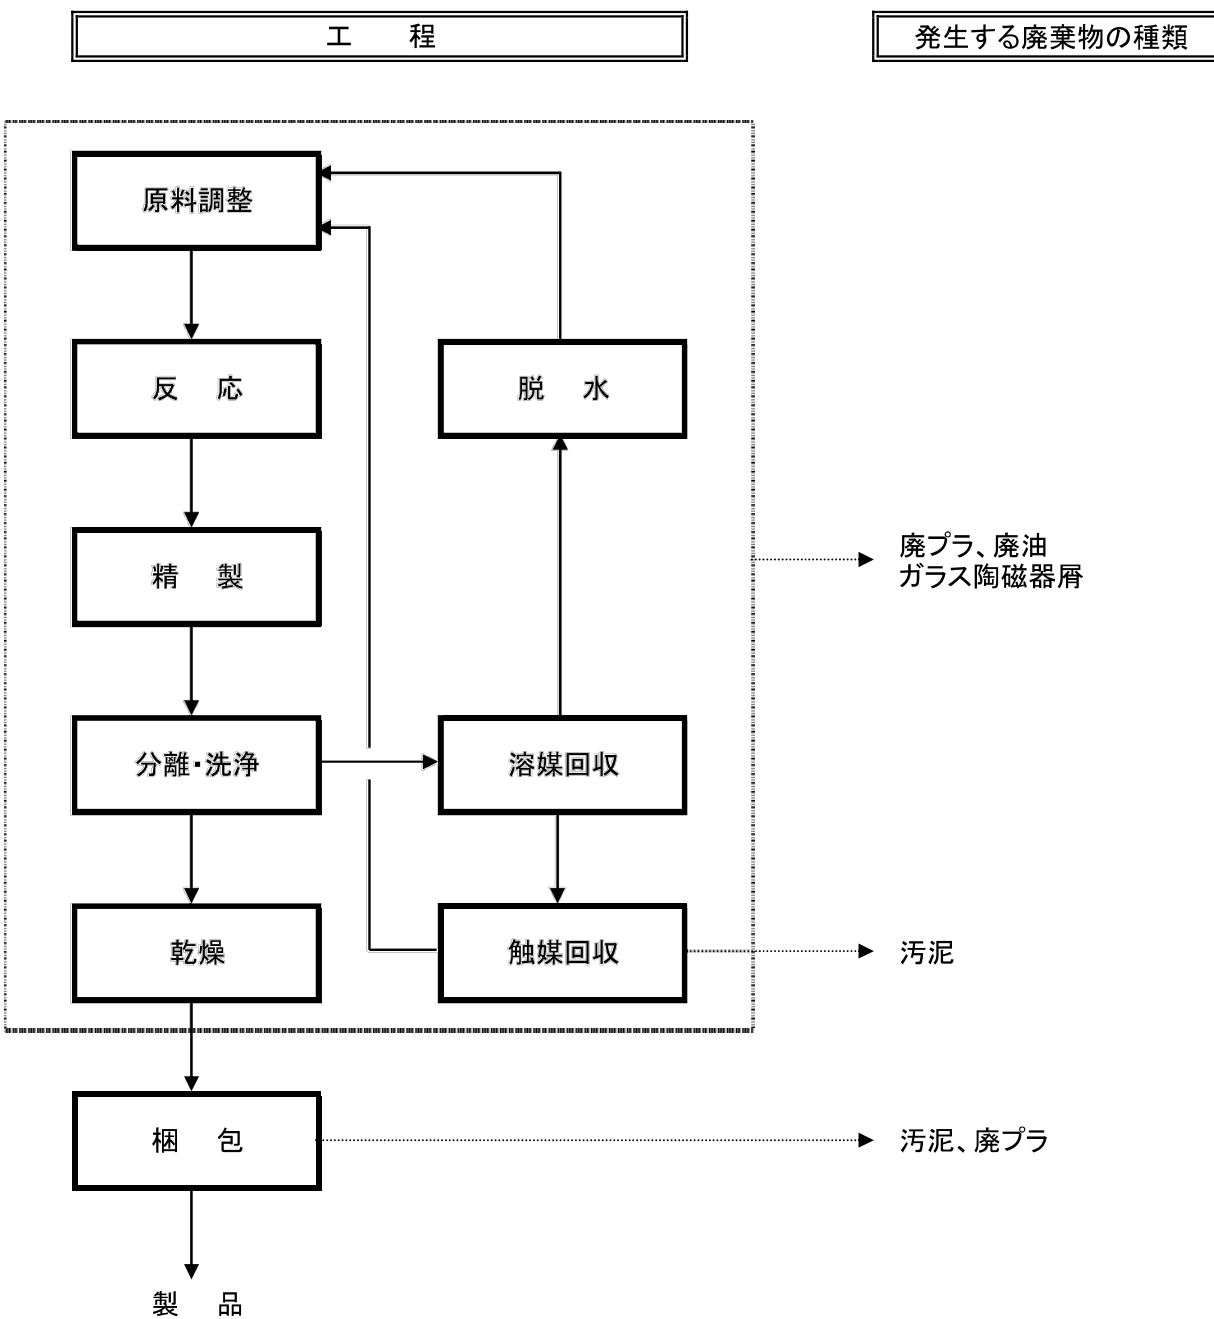 工　程
発生する廃棄物の種類
原料調整
反　応
脱　水
精　製
廃プラ、廃油
ガラス陶磁器屑
分離・洗浄
溶媒回収
乾燥
触媒回収
汚泥
梱　包
汚泥、廃プラ
製　品